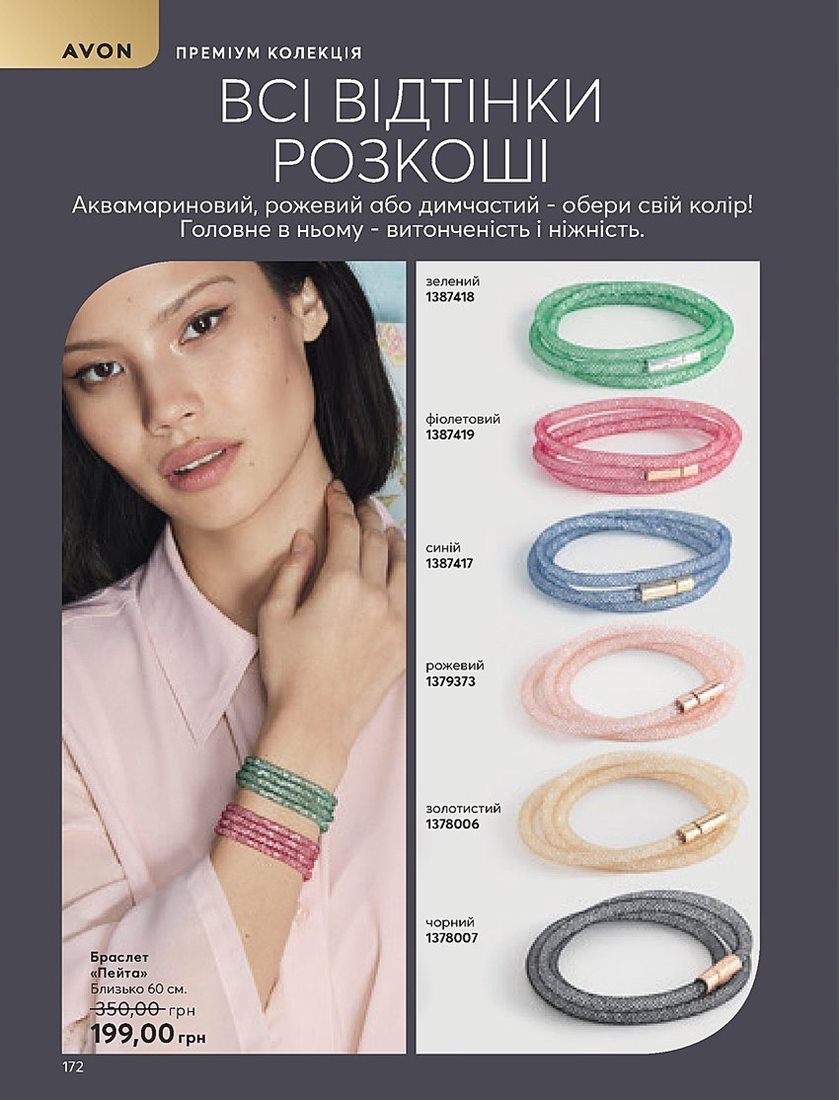 AVON
ПРЕМІУМ КОЛЕКЦІЯ
ВСІ ВІДТІНКИ
РОЗКОШІ
Аквамариновий, рожевий або димчастий - обери свій колір!
Головне в ньому - витонченість і ніжність.
зелений
1387418
фіолетовий
1387419
синій
1387417
рожевий
1379373
золотистий
1378006
чорний
1378007
Браслет
«Пейта»
Близько 60 см.
350,00 грн
199,00 грн
172